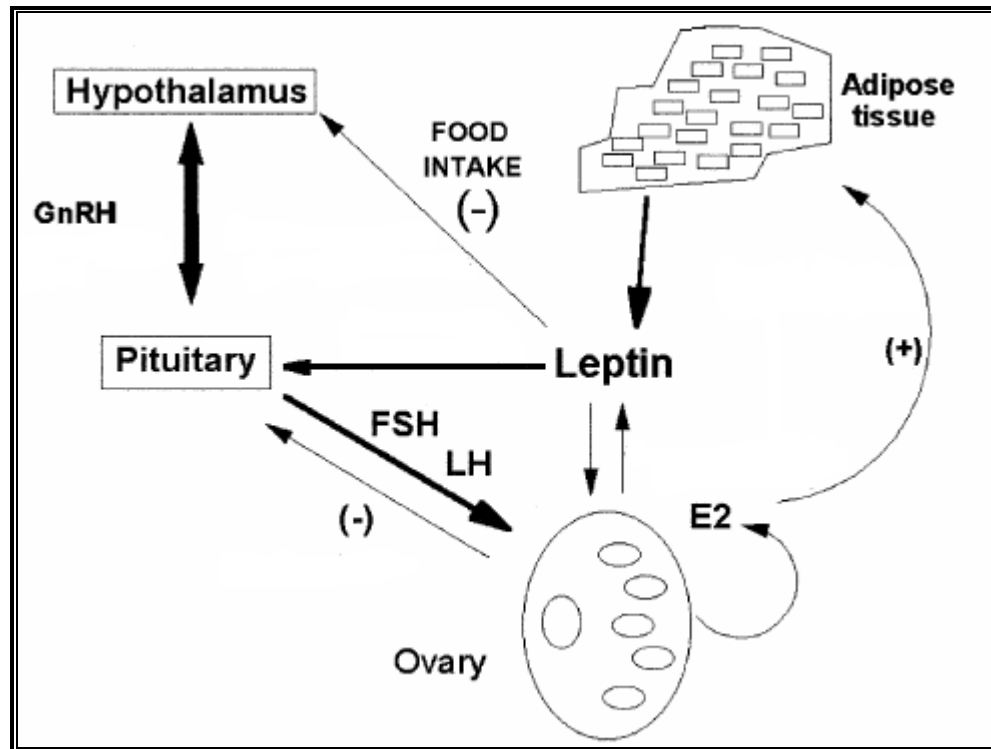 Hypothalamus
FOOD
INTAKE
(-)
Adipose
tissue
GnRH
Pituitary
Leptin
(+)
FSH
LH
(-)
E2
Ovary